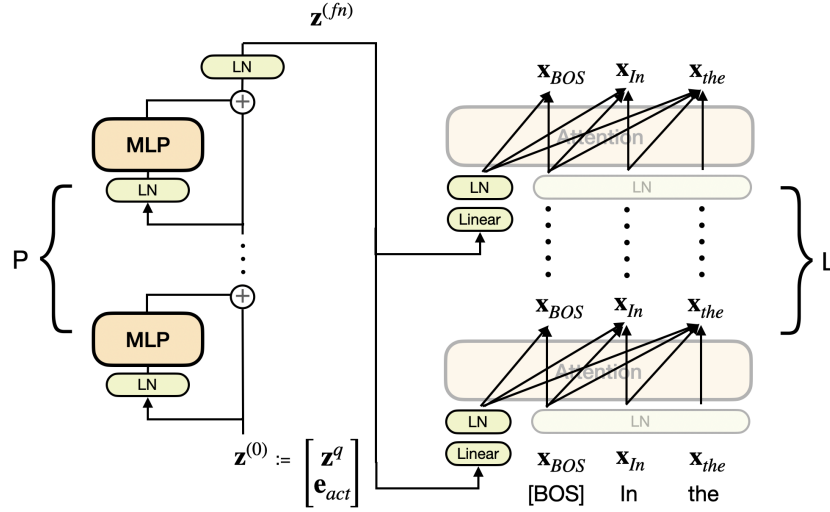 z^(fn)
LN
+
MLP
LN
P
+
MLP
LN
z^(0) := [z^q
e_act]
x_BOS x_In x_the
Attention
LN LN
Linear
L
x_BOS x_In x_the
Attention
LN LN
Linear
x_BOS x_In x_the
[BOS] In the